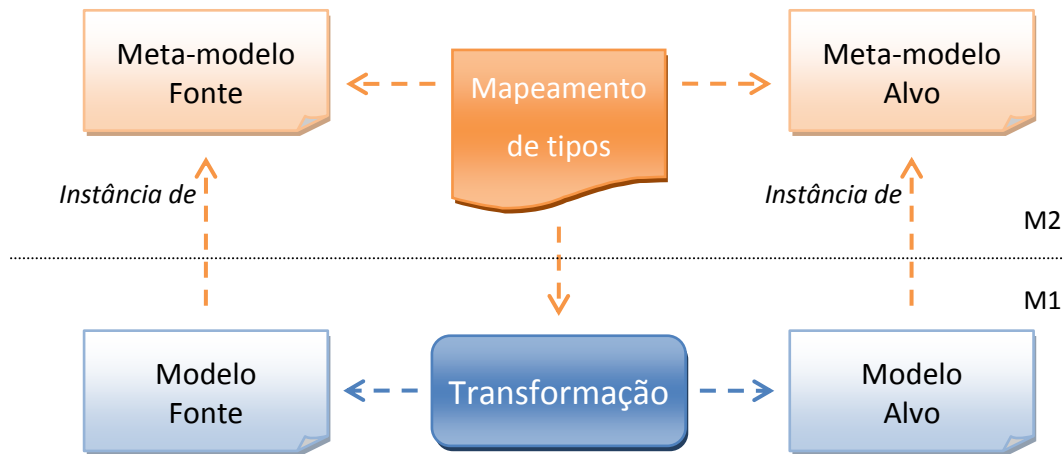 Meta-modelo
Fonte
Mapeamento
de tipos
Meta-modelo
Alvo
Instância de
Instância de
M2
M1
Modelo
Fonte
Transformação
Modelo
Alvo